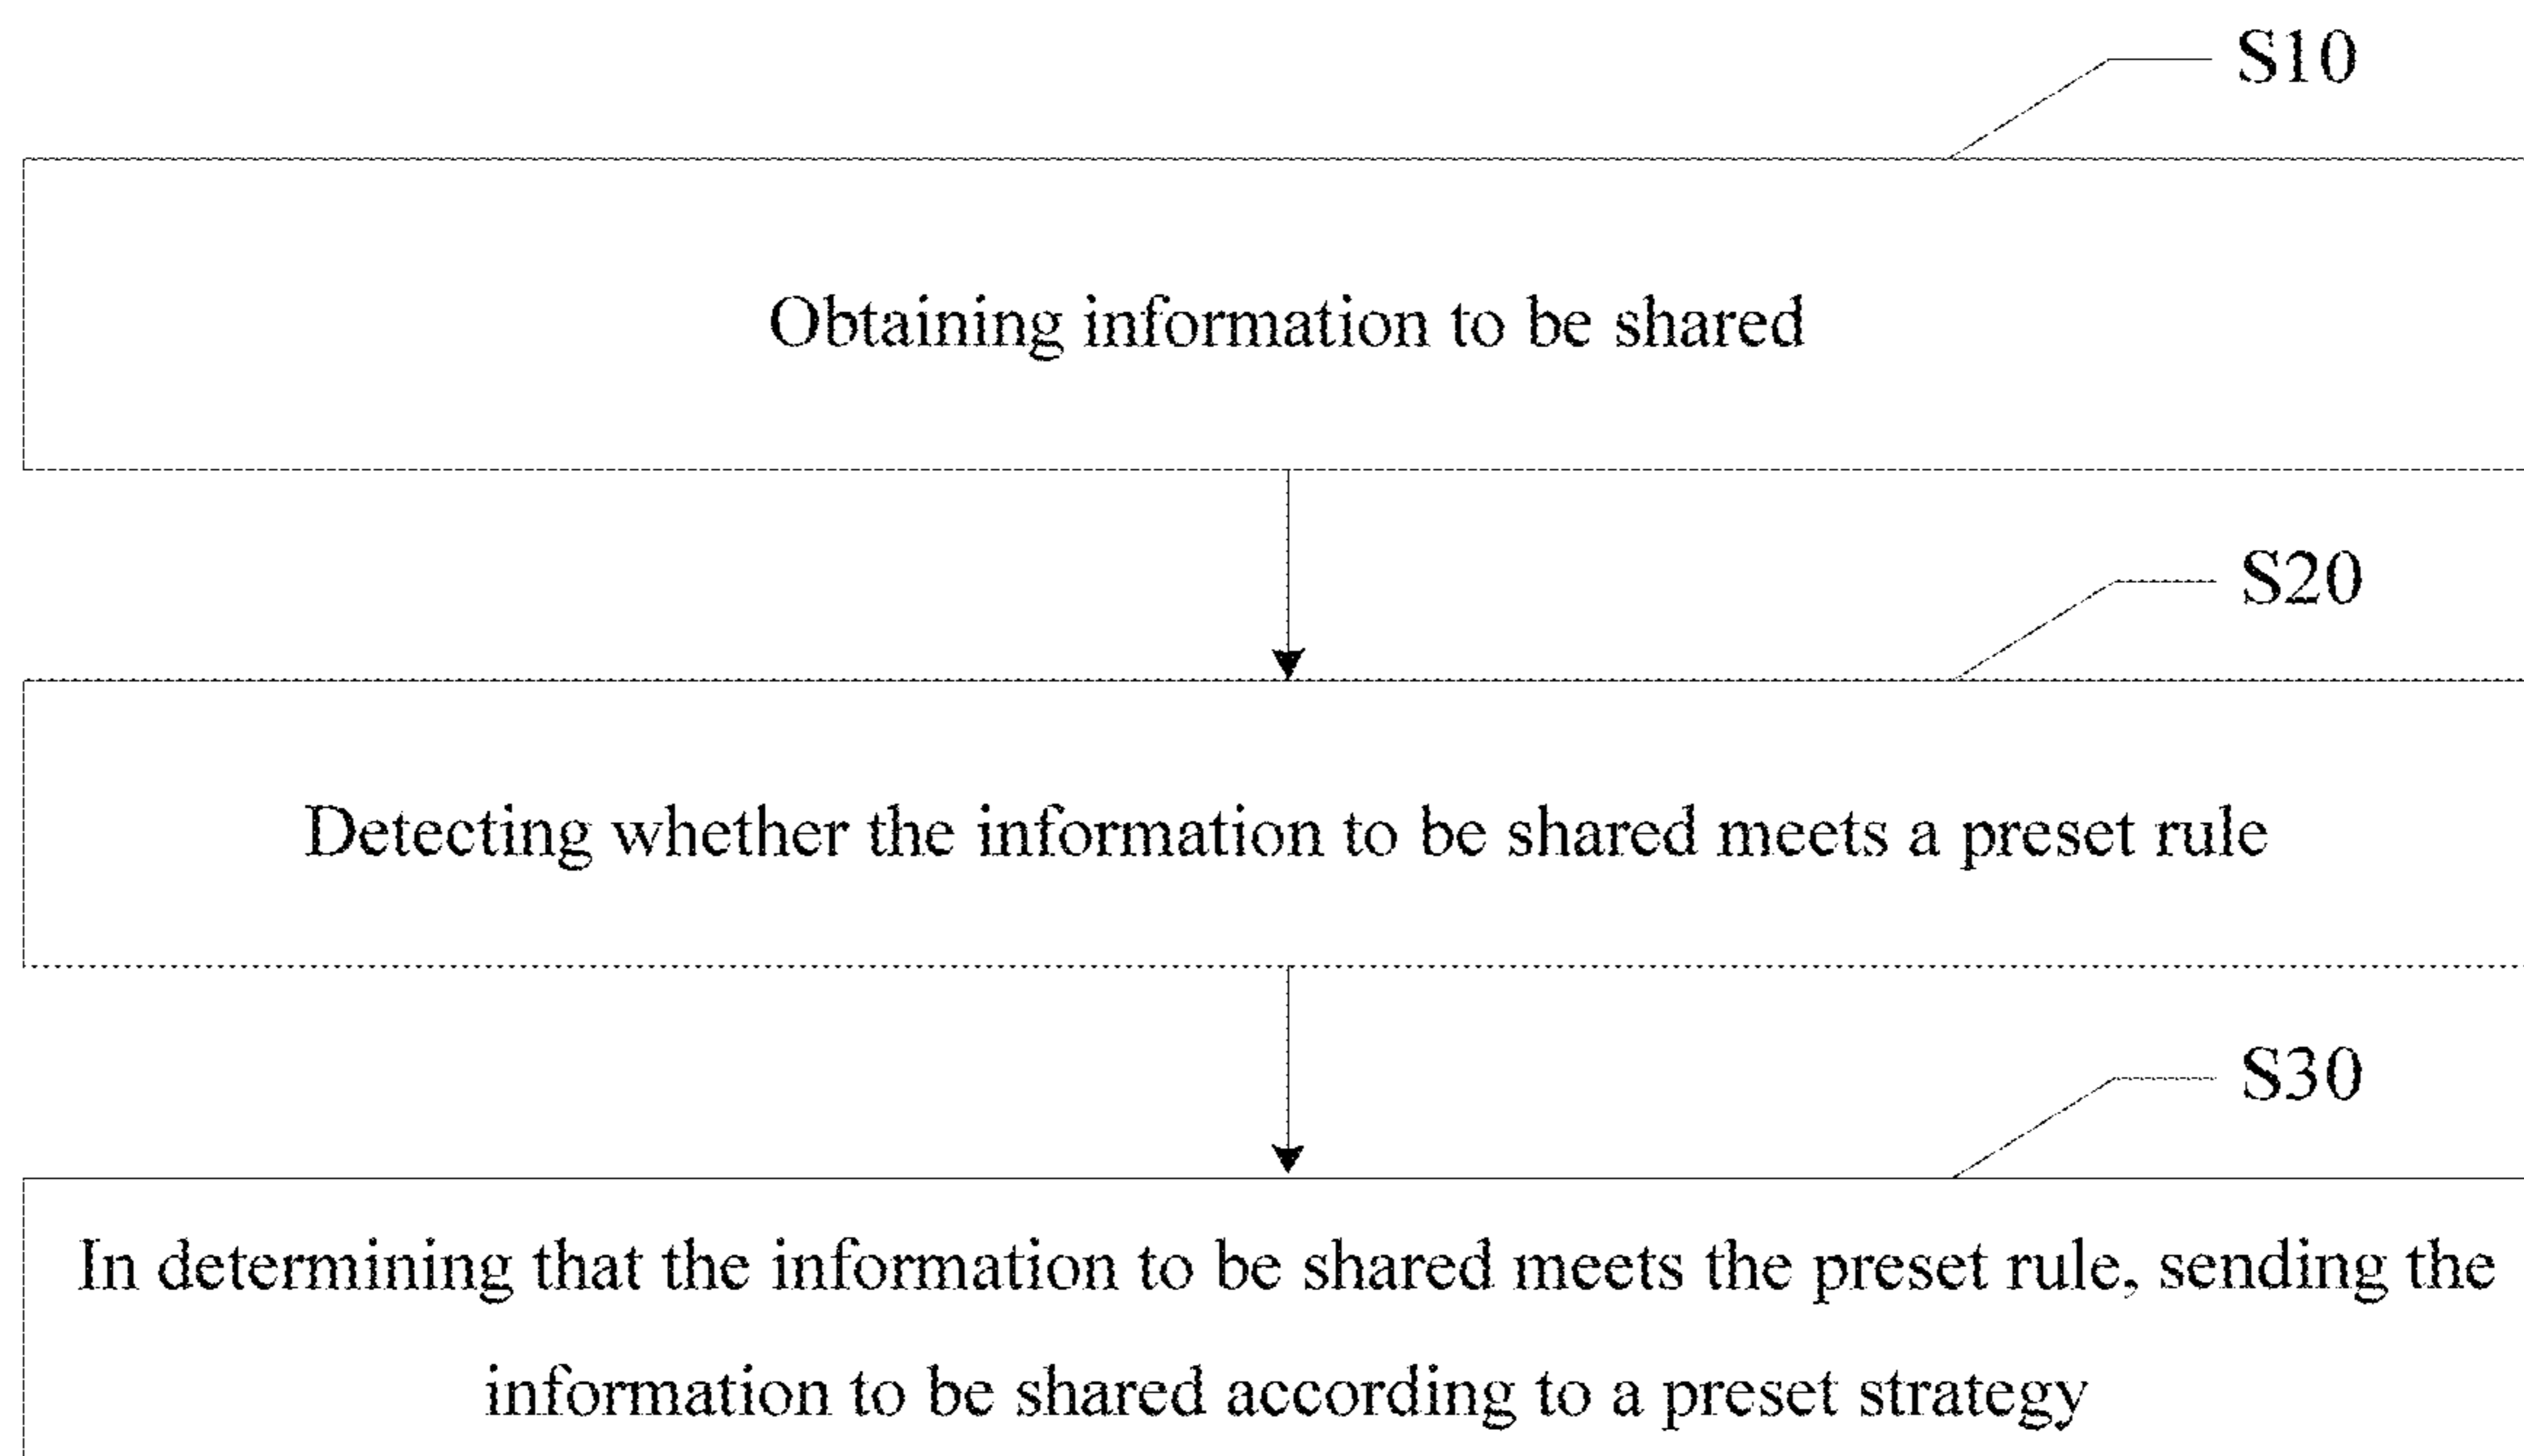 S10
Obtaining information to be shared
S20
Detecting whether the information to be shared meets a preset rule
S30
In determining that the information to be shared meets the preset rule, sending the
information to be shared according to a preset strategy